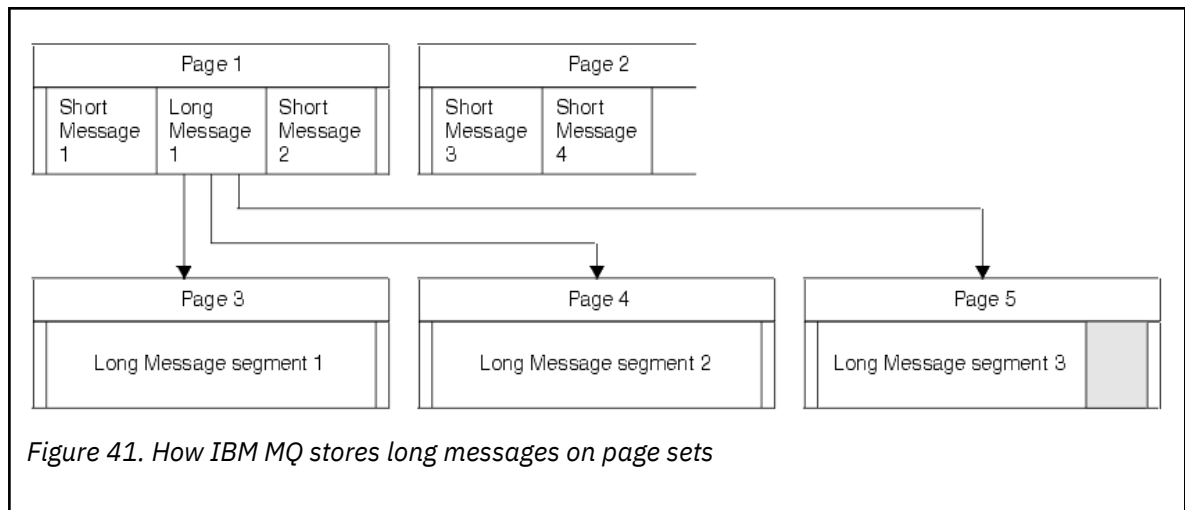 Page 1
Short
Message
1
Long
Message
1
Short
Message
2
Page 2
Short
Message
3
Short
Message
4
Page 3
Long Message segment 1
Page 4
Long Message segment 2
Page 5
Long Message segment 3
Figure 41. How IBM MQ stores long messages on page sets